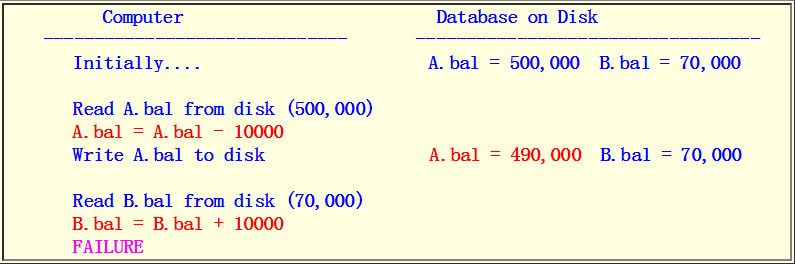 Computer Database on Disk
------------------------------ ----------------------------------
Initially.... A.bal = 500,000 B.bal = 70,000
Read A.bal from disk (500,000)
A.bal = A.bal - 10000
Write A.bal to disk A.bal = 490,000 B.bal = 70,000
Read B.bal from disk (70,000)
B.bal = B.bal + 10000
FAILURE